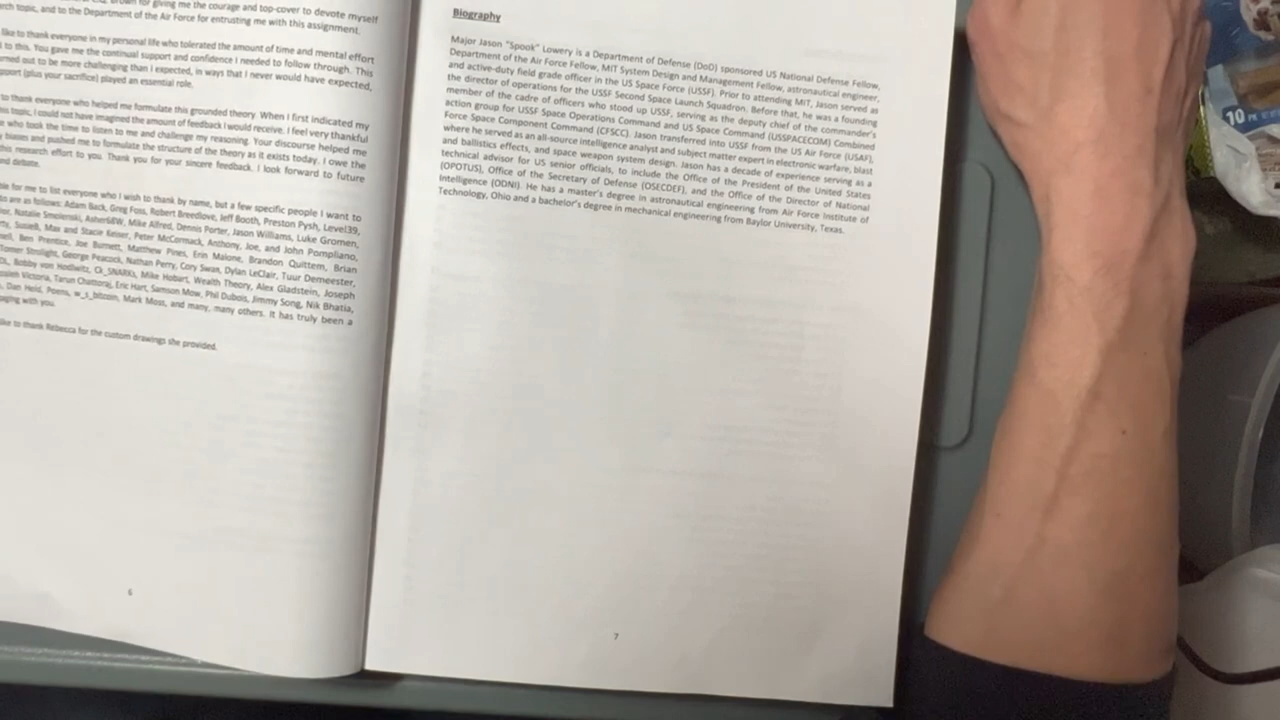 for giving me the courage and top-cover to devote myself
topic, and to the Department of the Air Force for entrusting me with this assignment.
like to thank everyone in my personal life who tolerated the amount of time and mental effort
to this. You gave me the continual support and confidence I needed to follow through. This
out to be more challenging than I expected, in ways that I never would have expected,
(plus your sacrifice) played an essential role.
to thank everyone who helped me formulate this grounded theory. When I first indicated my
topic, I could not have imagined the amount of feedback I would receive. I feel very thankful
who took the time to listen to me and challenge my reasoning. Your discourse helped me
biases and pushed me to formulate the structure of the theory as it exists today. I owe the
this research effort to you. Thank you for your sincere feedback. I look forward to future
debate.
for me to list everyone who I wish to thank by name, but a few specific people I want to
are as follows: Adam Back, Greg Foss, Robert Breedlove, Jeff Booth, Preston Pysh, Level39,
Natalie Smolenski, Asher68W, Mike Alfred, Dennis Porter, Jason Williams, Luke Gromen,
Max and Stacie Keiser, Peter McCormack, Anthony, Joe, and John Pompliano,
Ben Prentice, Joe Burnett, Matthew Pines, Erin Malone, Brandon Quittem, Brian
George Peacock, Nathan Perry, Cory Swan, Dylan LeClair, Tuur Demeester,
Bobby von Hodlwitz, Ck_SNARKs, Mike Hobart, Wealth Theory, Alex Gladstein, Joseph
Victoria, Tarun Chattoraj, Eric Hart, Samson Mow, Phil Dubois, Jimmy Song, Nik Bhatia,
Dan Held, Poems, w_s_bitcoin, Mark Moss, and many, many others. It has truly been a
with you.
like to thank Rebecca for the custom drawings she provided.
6
Biography
Major Jason "Spook" Lowery is a Department of Defense (DoD) sponsored US National Defense Fellow,
Department of the Air Force Fellow, MIT System Design and Management Fellow, astronautical engineer,
and active-duty field grade officer in the US Space Force (USSF). Prior to attending MIT, Jason served as
the director of operations for the USSF Second Space Launch Squadron. Before that, he was a founding
member of the cadre of officers who stood up USSF, serving as the deputy chief of the commander's
action group for USSF Space Operations Command and US Space Command (USSPACECOM) Combined
Force Space Component Command (CFSCC). Jason transferred into USSF from the US Air Force (USAF),
where he served as an all-source intelligence analyst and subject matter expert in electronic warfare, blast
and ballistics effects, and space weapon system design. Jason has a decade of experience serving as a
technical advisor for US senior officials, to include the Office of the President of the United States
(OPOTUS), Office of the Secretary of Defense (OSECDEF), and the Office of the Director of National
Intelligence (ODNI). He has a master's degree in astronautical engineering from Air Force Institute of
Technology, Ohio and a bachelor's degree in mechanical engineering from Baylor University, Texas.
7
10